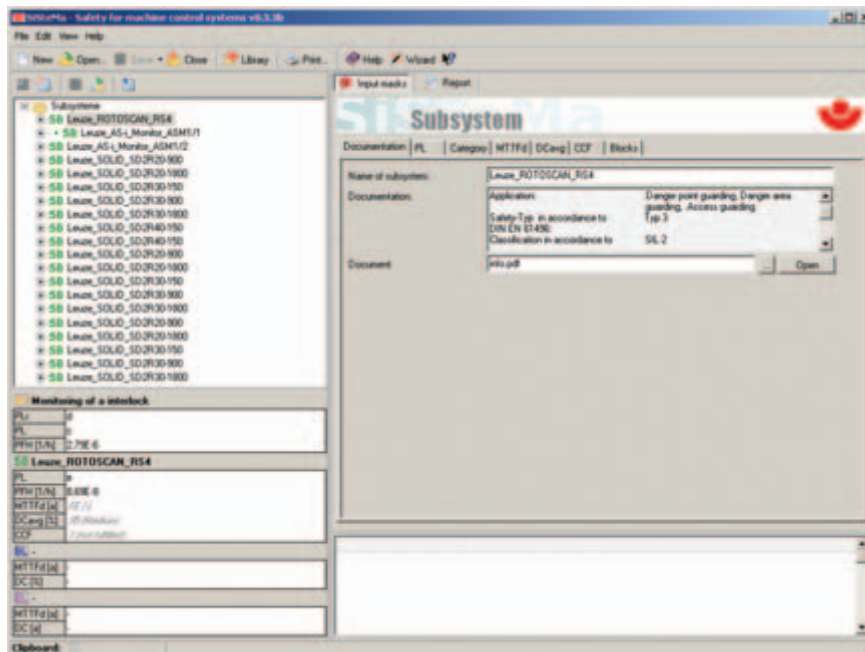 SiSteMa - Safety for machine control systems v0.3.3b
File Edit View Help
New Open... Save Close Library Print... Help Wizard
Input masks Report
Subsystem
Documentation PL Category MTTFd DCavg CCF Blocks
Name of subsystem: Leuze_ROTOSCAN_RS4
Documentation: Application: Danger point guarding, Danger area guarding, Access guarding
Safety-Typ in accordance to DIN EN 61496: Typ 3
Classification in accordance to SIL 2
Document info.pdf ... Open
Subsysteme
SB Leuze_ROTOSCAN_RS4
SB Leuze_AS-i_Monitor_ASM1/1
SB Leuze_AS-i_Monitor_ASM1/2
SB Leuze_SOLID_SD2R20-900
SB Leuze_SOLID_SD2R20-1800
SB Leuze_SOLID_SD2R30-150
SB Leuze_SOLID_SD2R30-900
SB Leuze_SOLID_SD2R30-1800
SB Leuze_SOLID_SD2R40-150
SB Leuze_SOLID_SD2R40-150
SB Leuze_SOLID_SD2R20-900
SB Leuze_SOLID_SD2R20-1800
SB Leuze_SOLID_SD2R30-150
SB Leuze_SOLID_SD2R30-900
SB Leuze_SOLID_SD2R30-1800
SB Leuze_SOLID_SD2R20-900
SB Leuze_SOLID_SD2R20-1800
SB Leuze_SOLID_SD2R30-150
SB Leuze_SOLID_SD2R30-900
SB Leuze_SOLID_SD2R30-1800
Monitoring of a interlock
PLr d
PL c
PFH [1/h] 2.79E-6
SB Leuze_ROTOSCAN_RS4
PL
PFH [1/h]
MTTFd [a]
DCavg [%]
CCF
BL -
MTTFd [a] -
DC [%] -
EL -
MTTFd [a] -
DC [a] -
Clipboard: